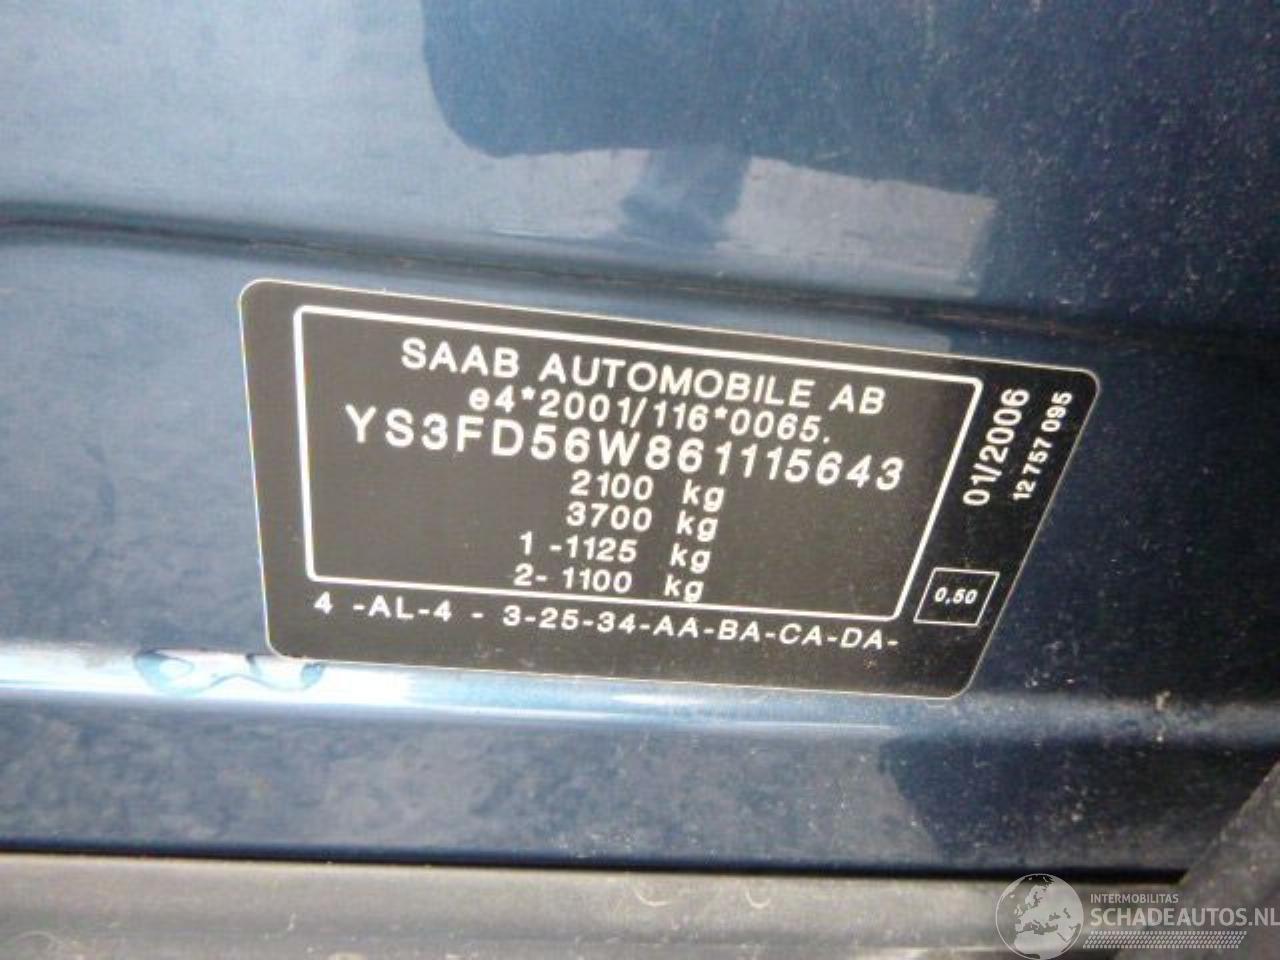 SAAB AUTOMOBILE AB
e4*2001/116*0065.
YS3FD56W861115643
2100 kg
3700 kg
1 -1125 kg
2- 1100 kg
4 -AL-4 - 3-25-34-AA-BA-CA-DA-
01/2006
12 757 095
0,50
INTERMOBILITAS
SCHADEAUTOS.NL